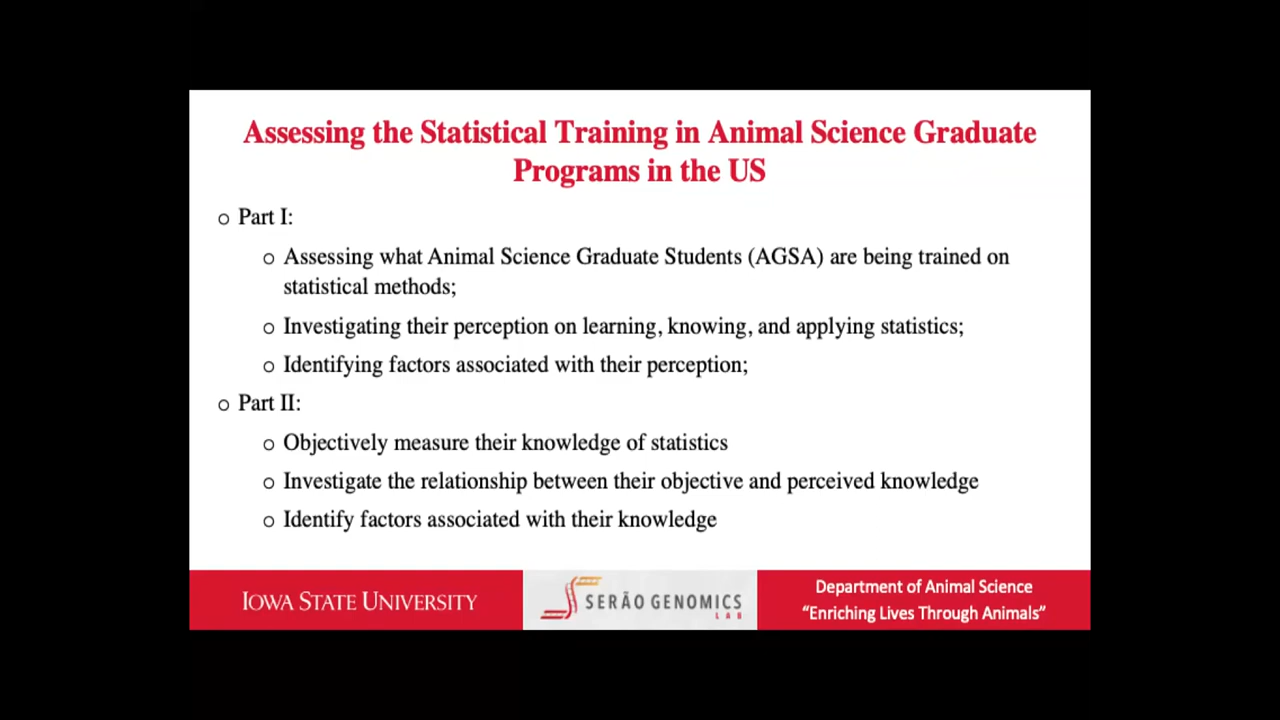 Assessing the Statistical Training in Animal Science Graduate
Programs in the US
o Part I:
o Assessing what Animal Science Graduate Students (AGSA) are being trained on
statistical methods;
o Investigating their perception on learning, knowing, and applying statistics;
o Identifying factors associated with their perception;
o Part II:
o Objectively measure their knowledge of statistics
o Investigate the relationship between their objective and perceived knowledge
o Identify factors associated with their knowledge
IOWA STATE UNIVERSITY
SERÃO GENOMICS
LAB
Department of Animal Science
“Enriching Lives Through Animals”